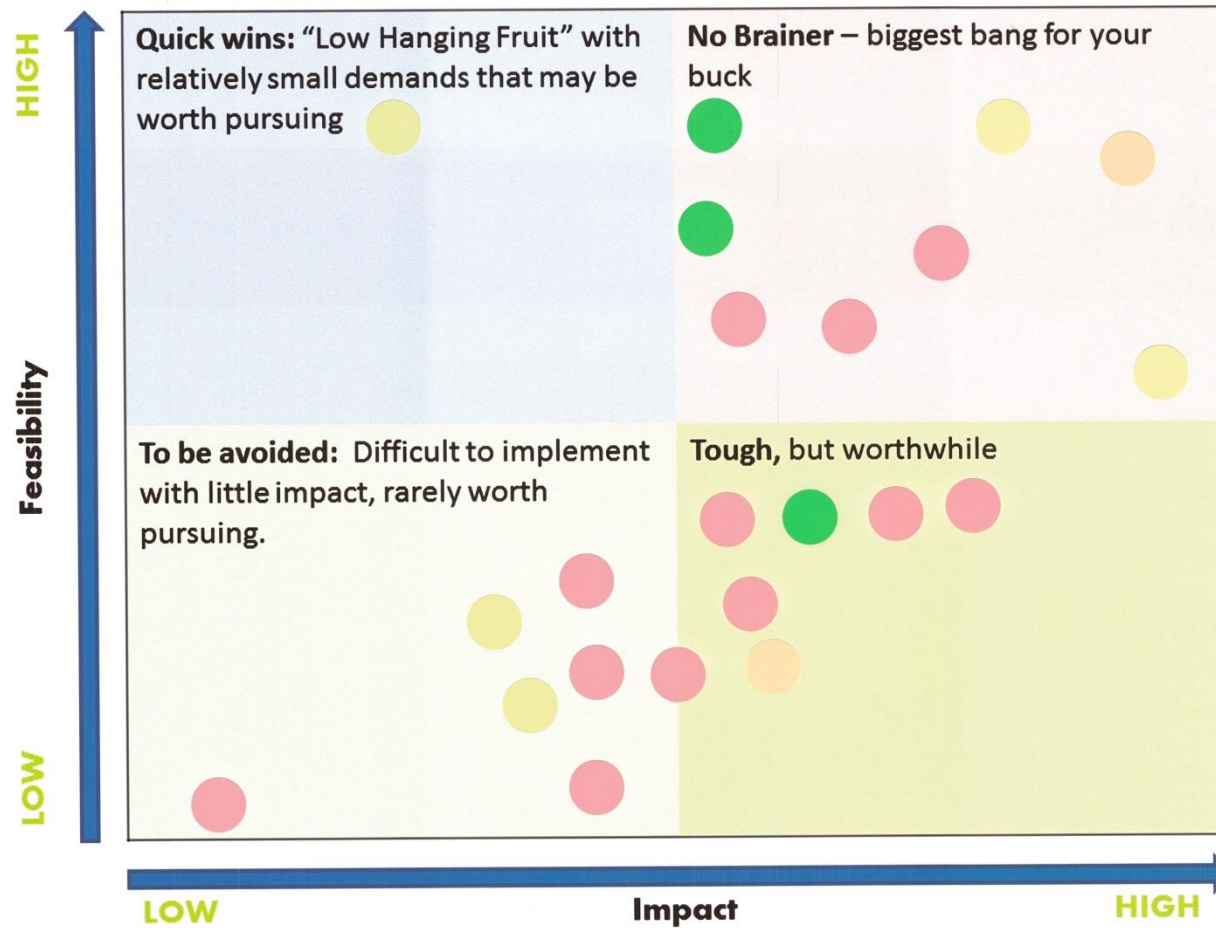 HIGH
Quick wins: “Low Hanging Fruit” with
relatively small demands that may be
worth pursuing
No Brainer – biggest bang for your
buck
Feasibility
To be avoided:  Difficult to implement
with little impact, rarely worth
pursuing.
Tough, but worthwhile
LOW
LOW
Impact
HIGH